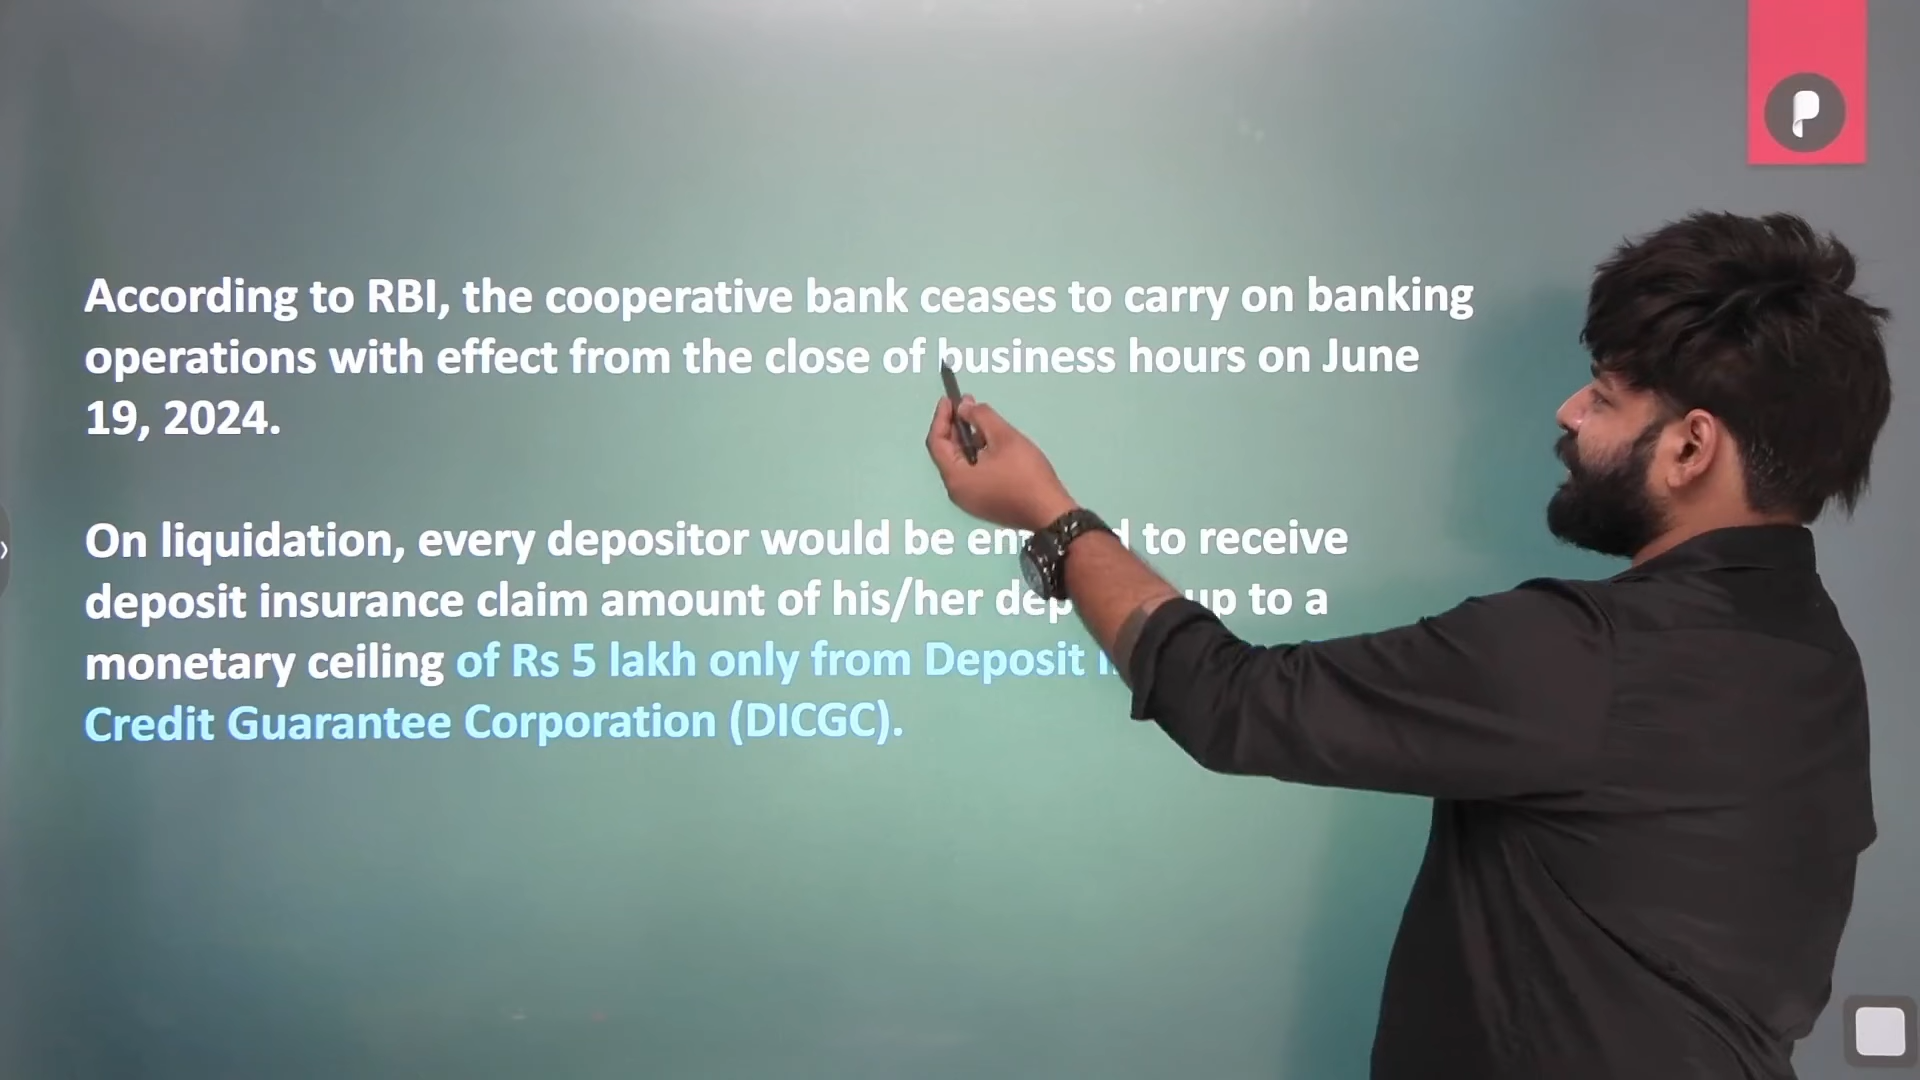 According to RBI, the cooperative bank ceases to carry on banking
operations with effect from the close of business hours on June
19, 2024.
On liquidation, every depositor would be to receive
deposit insurance claim amount of his/her up to a
monetary ceiling of Rs 5 lakh only from Deposit
Credit Guarantee Corporation (DICGC).